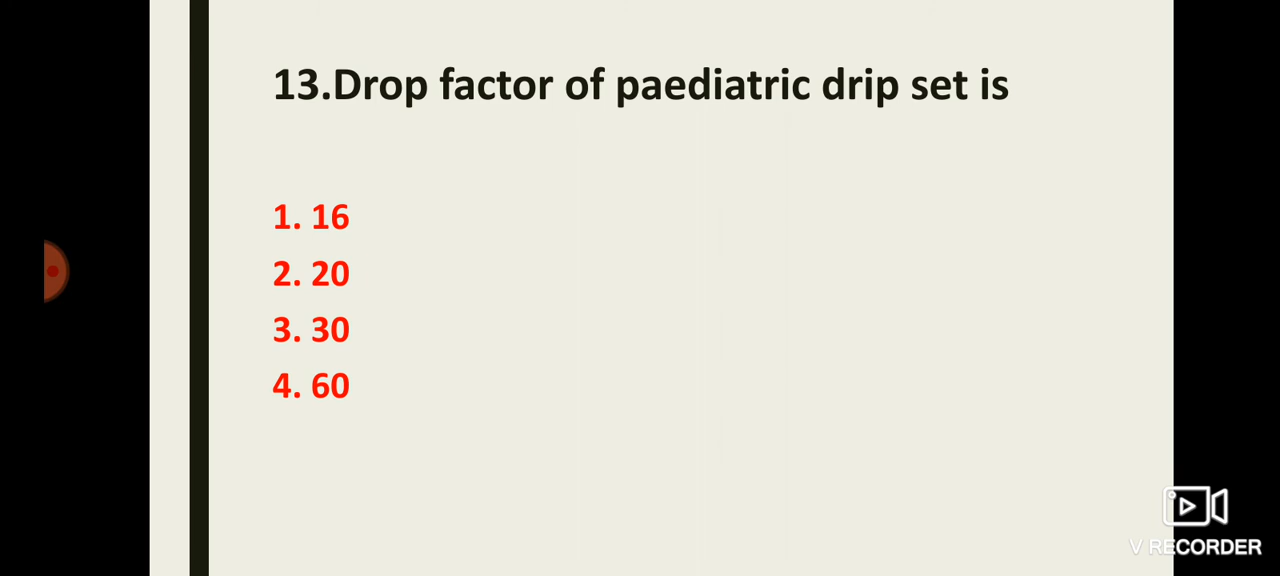 13.Drop factor of paediatric drip set is
1. 16
2. 20
3. 30
4. 60
V RECORDER